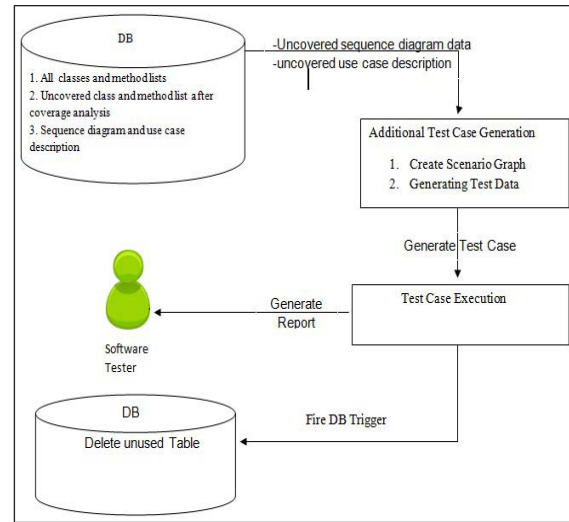 DB
1. All classes and method lists
2. Uncovered class and method list after
coverage analysis
3. Sequence diagram and use case
description
-Uncovered sequence diagram data
-uncovered use case description
Additional Test Case Generation
1. Create Scenario Graph
2. Generating Test Data
Generate Test Case
Test Case Execution
Generate
Report
Software
Tester
DB
Delete unused Table
Fire DB Trigger